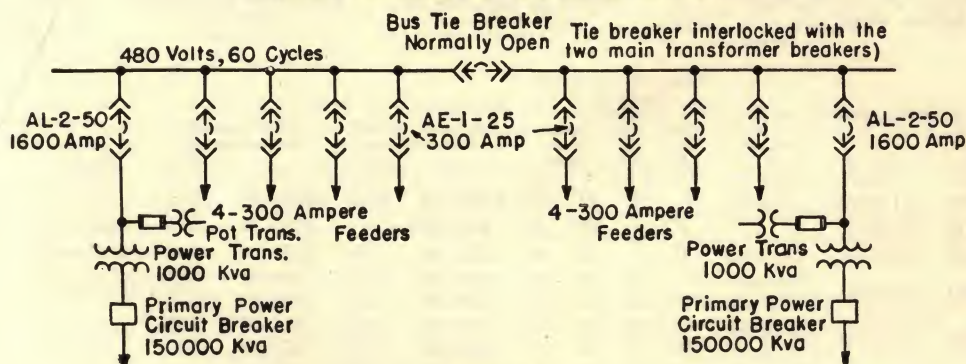 Bus Tie Breaker
Normally Open
Tie breaker interlocked with the
two main transformer breakers)
480 Volts, 60 Cycles
AL-2-50
1600 Amp
AE-1-25
300 Amp
AL-2-50
1600 Amp
4-300 Ampere
Feeders
Pot Trans.
Power Trans.
1000 Kva
4-300 Ampere
Feeders
Power Trans
1000 Kva
Primary Power
Circuit Breaker
150000 Kva
Primary Power
Circuit Breaker
150000 Kva